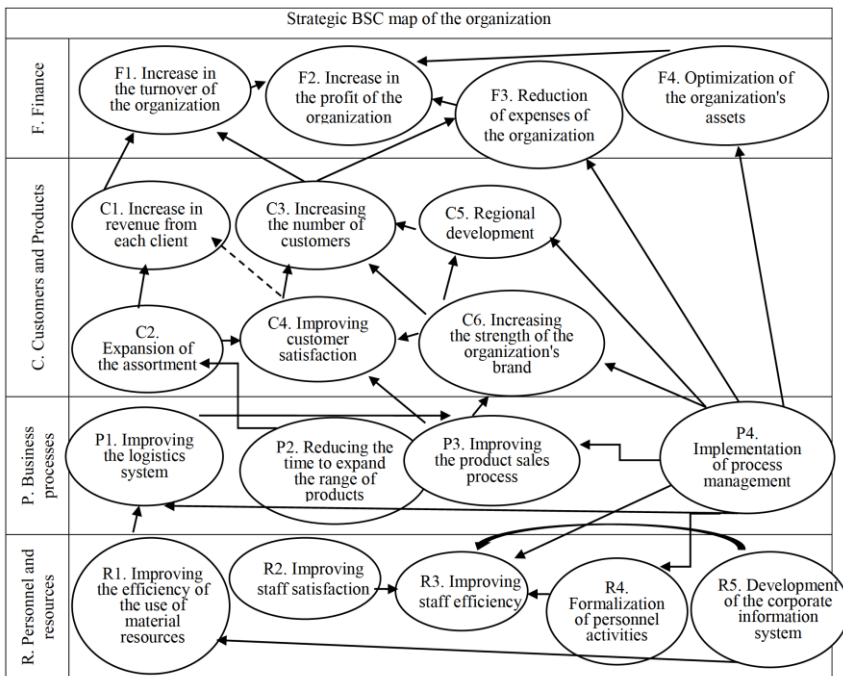 Strategic BSC map of the organization
F. Finance
F1. Increase in
the turnover of
the organization
F2. Increase in
the profit of the
organization
F3. Reduction
of expenses of
the organization
F4. Optimization of
the organization's
assets
C. Customers and Products
C1. Increase in
revenue from
each client
C3. Increasing
the number of
customers
C5. Regional
development
C2.
Expansion of
the assortment
C4. Improving
customer
satisfaction
C6. Increasing
the strength of the
organization's
brand
P. Business
processes
P1. Improving
the logistics
system
P2. Reducing the
time to expand
the range of
products
P3. Improving
the product sales
process
P4.
Implementation
of process
management
R. Personnel and
resources
R1. Improving
the efficiency of
the use of
material
resources
R2. Improving
staff satisfaction
R3. Improving
staff efficiency
R4.
Formalization
of personnel
activities
R5. Development
of the corporate
information
system